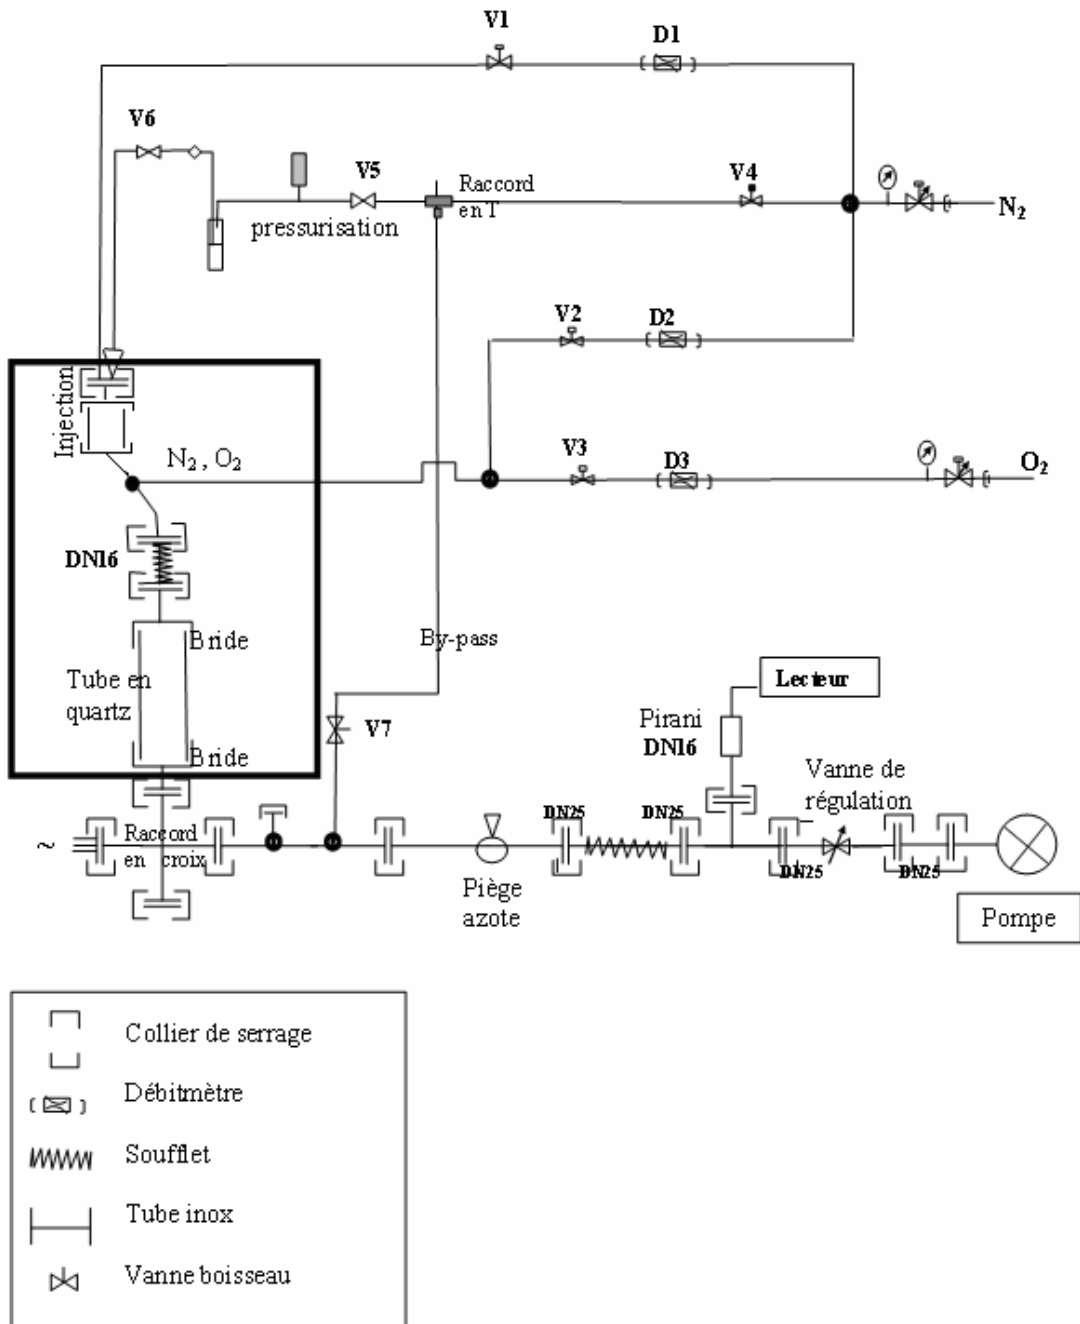 V1
D1
V6
V5
Raccord
en T
V4
N₂
pressurisation
V2
D2
Injection
N₂ , O₂
V3
D3
O₂
DN16
Bride
By-pass
Tube en
quartz
Bride
V7
Lecteur
Pirani
DN16
Vanne de
régulation
DN25
DN25
~
Raccord
en croix
Piège
azote
DN25
DN25
Pompe
Collier de serrage
Débitmètre
Soufflet
Tube inox
Vanne boisseau